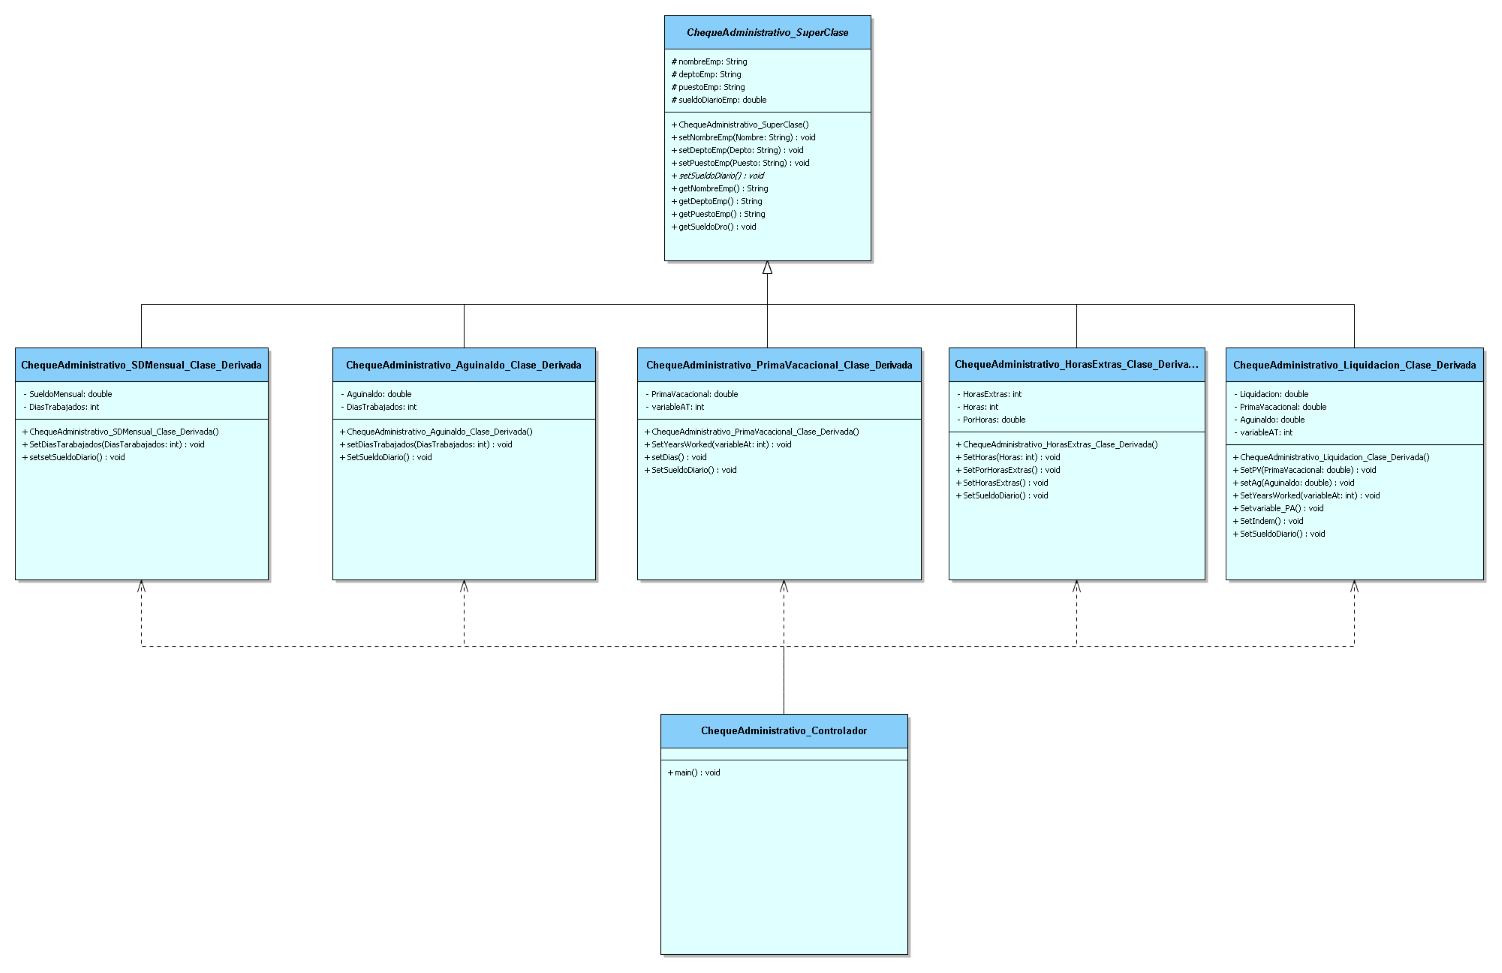 ChequeAdministrativo_SuperClase
# nombreEmp: String
# deptoEmp: String
# puestoEmp: String
# sueldoDiarioEmp: double
+ ChequeAdministrativo_SuperClase()
+ setNombreEmp(Nombre: String) : void
+ setDeptoEmp(Depto: String) : void
+ setPuestoEmp(Puesto: String) : void
+ setSueldoDiario() : void
+ getNombreEmp() : String
+ getDeptoEmp() : String
+ getPuestoEmp() : String
+ getSueldoDro() : void
ChequeAdministrativo_SDMensual_Clase_Derivada
- SueldoMensual: double
- DiasTrabajados: int
+ ChequeAdministrativo_SDMensual_Clase_Derivada()
+ SetDiasTarabajados(DiasTarabajados: int) : void
+ setsetSueldoDiario() : void
ChequeAdministrativo_Aguinaldo_Clase_Derivada
- Aguinaldo: double
- DiasTrabajados: int
+ ChequeAdministrativo_Aguinaldo_Clase_Derivada()
+ setDiasTrabajados(DiasTrabajados: int) : void
+ SetSueldoDiario() : void
ChequeAdministrativo_PrimaVacacional_Clase_Derivada
- PrimaVacacional: double
- variableAT: int
+ ChequeAdministrativo_PrimaVacacional_Clase_Derivada()
+ SetYearsWorked(variableAt: int) : void
+ setDias() : void
+ SetSueldoDiario() : void
ChequeAdministrativo_HorasExtras_Clase_Deriva...
- HorasExtras: int
- Horas: int
- PorHoras: double
+ ChequeAdministrativo_HorasExtras_Clase_Derivada()
+ SetHoras(Horas: int) : void
+ SetPorHorasExtras() : void
+ SetHorasExtras() : void
+ SetSueldoDiario() : void
ChequeAdministrativo_Liquidacion_Clase_Derivada
- Liquidacion: double
- PrimaVacacional: double
- Aguinaldo: double
- variableAT: int
+ ChequeAdministrativo_Liquidacion_Clase_Derivada()
+ SetPV(PrimaVacacional: double) : void
+ setAg(Aguinaldo: double) : void
+ SetYearsWorked(variableAt: int) : void
+ Setvariable_PA() : void
+ SetIndem() : void
+ SetSueldoDiario() : void
ChequeAdministrativo_Controlador
+ main() : void